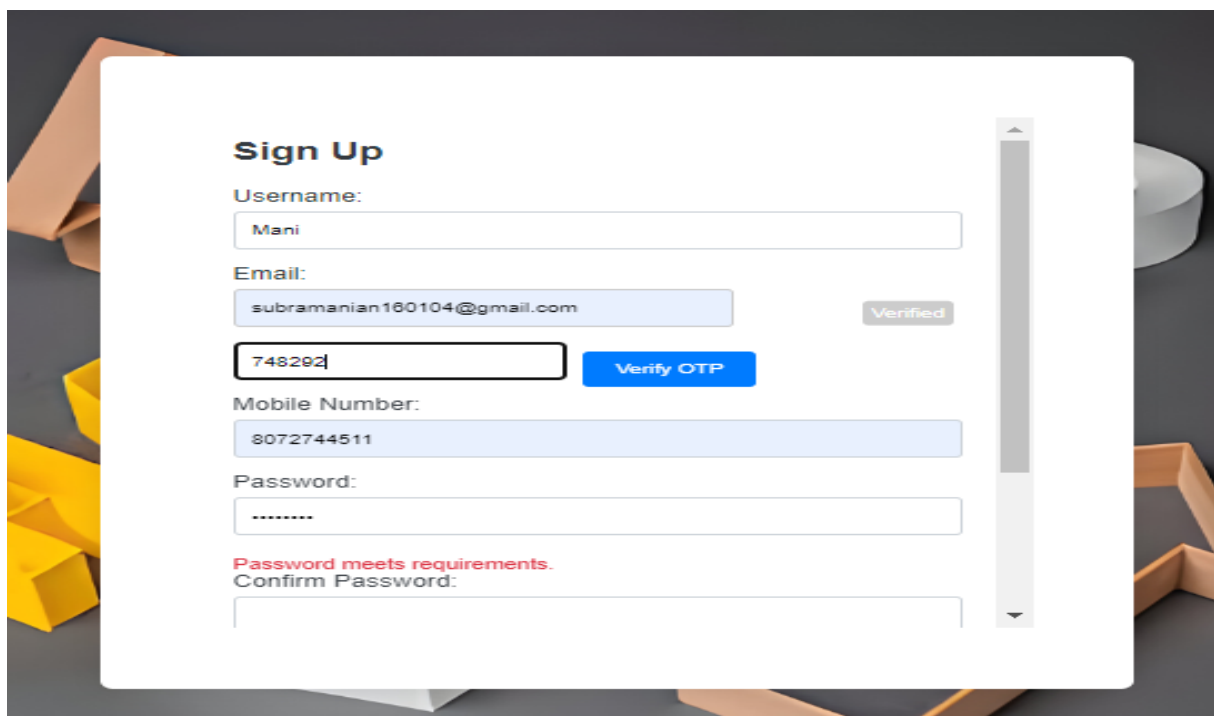 Sign Up
Username:
Mani
Email:
subramanian160104@gmail.com
Verified
748292
Verify OTP
Mobile Number:
8072744511
Password:
••••••••
Password meets requirements.
Confirm Password: